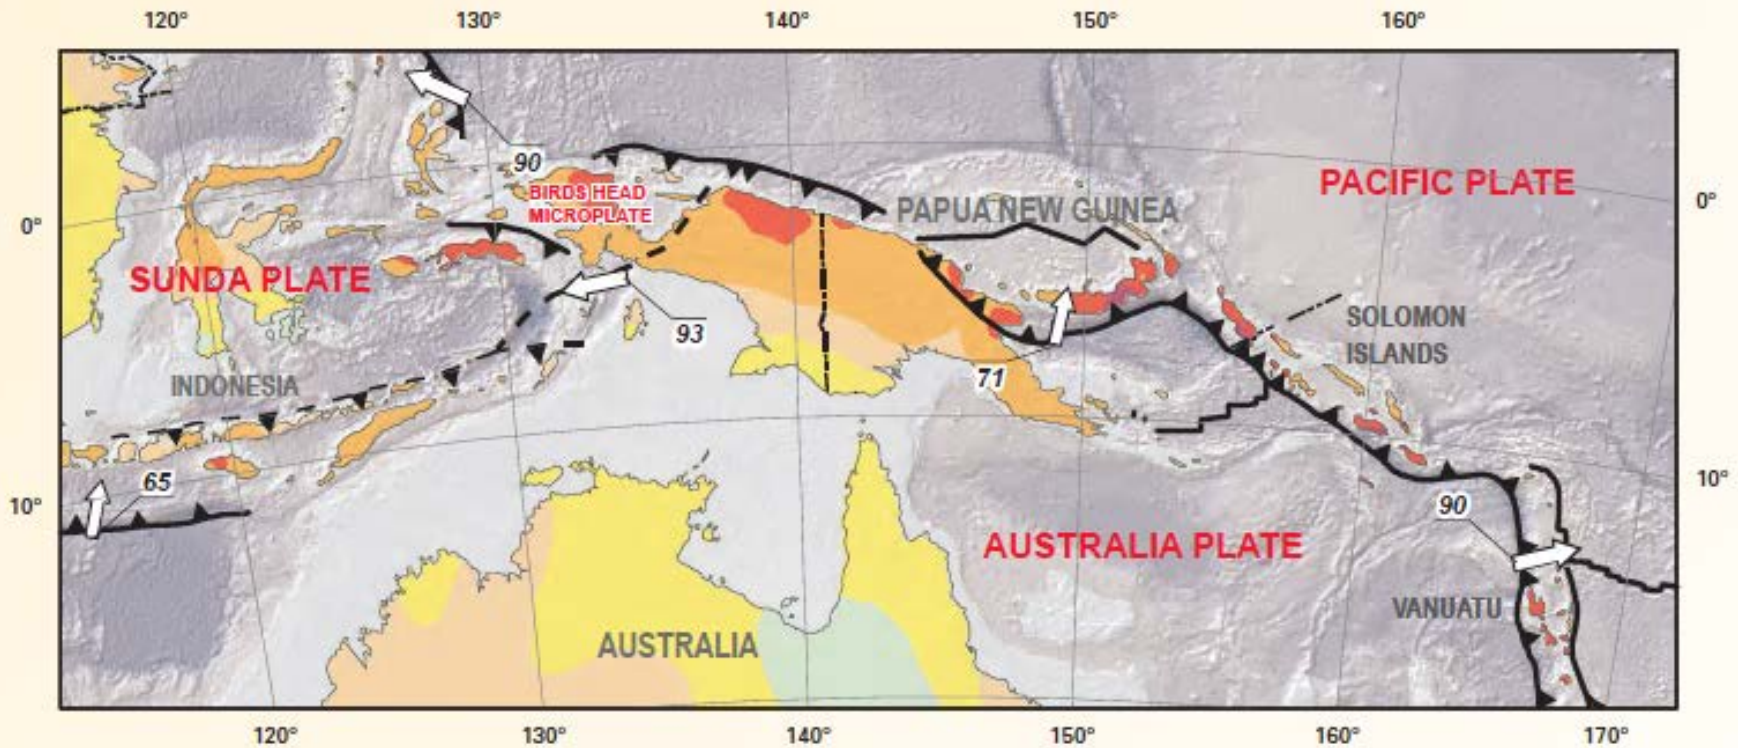 120° 130° 140° 150° 160°
90
BIRDS HEAD
MICROPLATE
PACIFIC PLATE
0°
0°
PAPUA NEW GUINEA
SUNDA PLATE
93
SOLOMON
ISLANDS
INDONESIA
71
65
10°
10°
90
AUSTRALIA PLATE
VANUATU
AUSTRALIA
120° 130° 140° 150° 160° 170°